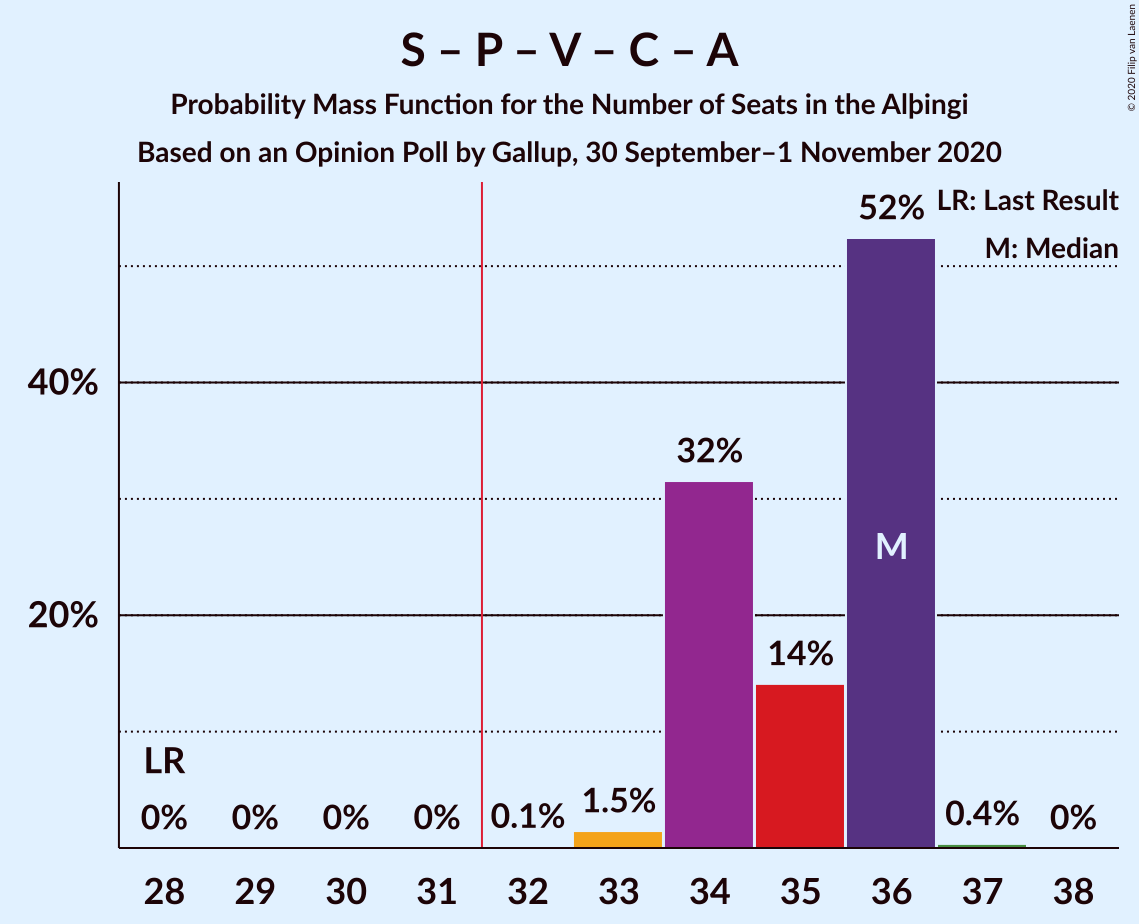 S – P – V – C – A
Probability Mass Function for the Number of Seats in the Alþingi
Based on an Opinion Poll by Gallup, 30 September–1 November 2020
© 2020 Filip van Laenen
LR: Last Result
M: Median
52%
40%
32%
M
20%
14%
LR
0%
0%
0%
0%
0.1%
1.5%
0.4%
0%
28 29 30 31 32 33 34 35 36 37 38